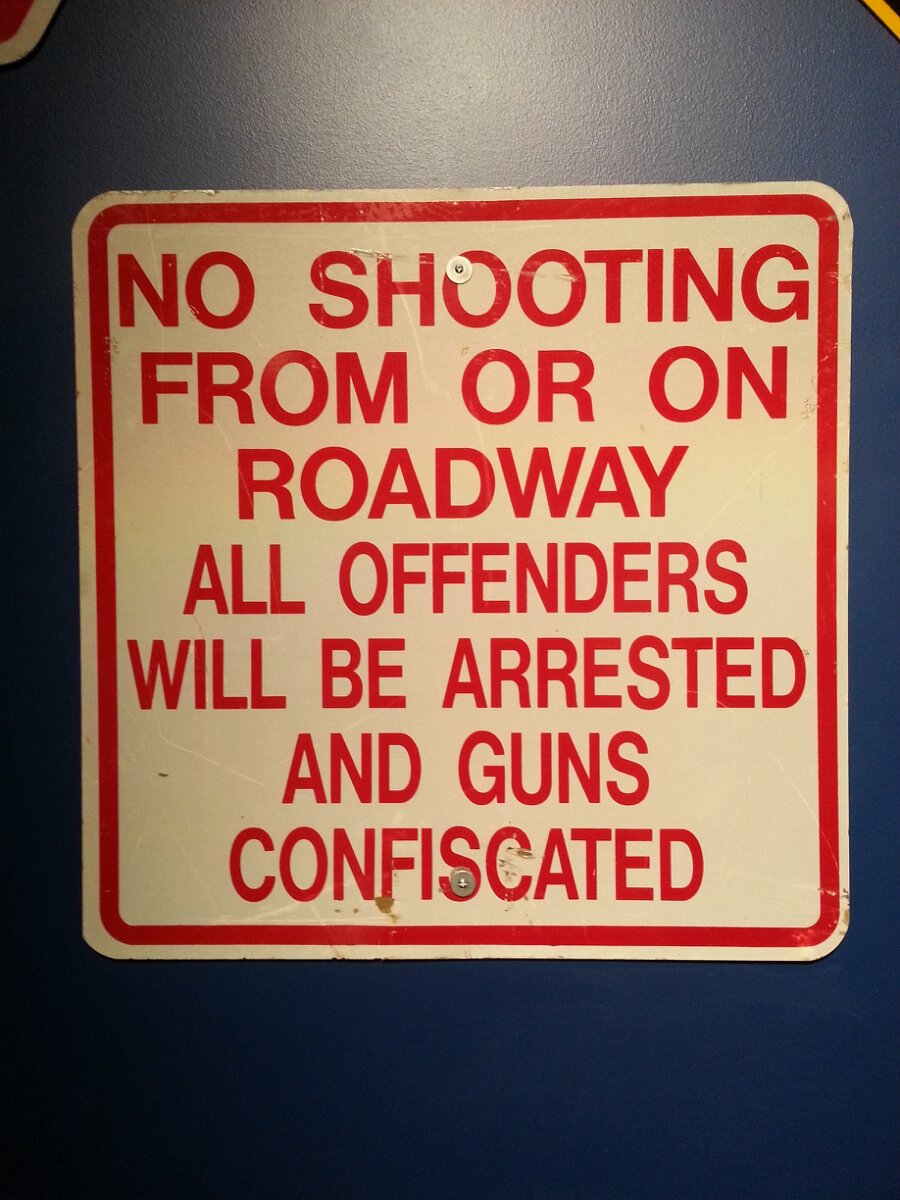 NO SHOOTING
FROM OR ON
ROADWAY
ALL OFFENDERS
WILL BE ARRESTED
AND GUNS
CONFISCATED